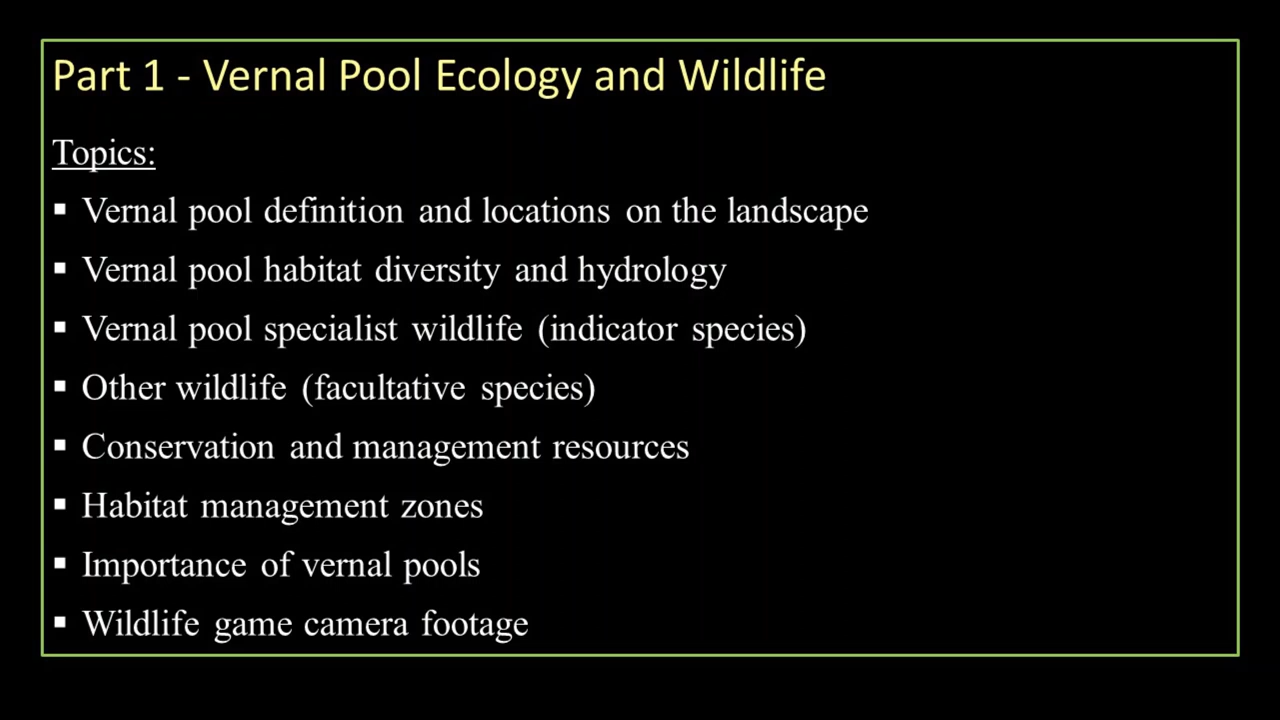 Part 1 - Vernal Pool Ecology and Wildlife
Topics:
▪ Vernal pool definition and locations on the landscape
▪ Vernal pool habitat diversity and hydrology
▪ Vernal pool specialist wildlife (indicator species)
▪ Other wildlife (facultative species)
▪ Conservation and management resources
▪ Habitat management zones
▪ Importance of vernal pools
▪ Wildlife game camera footage